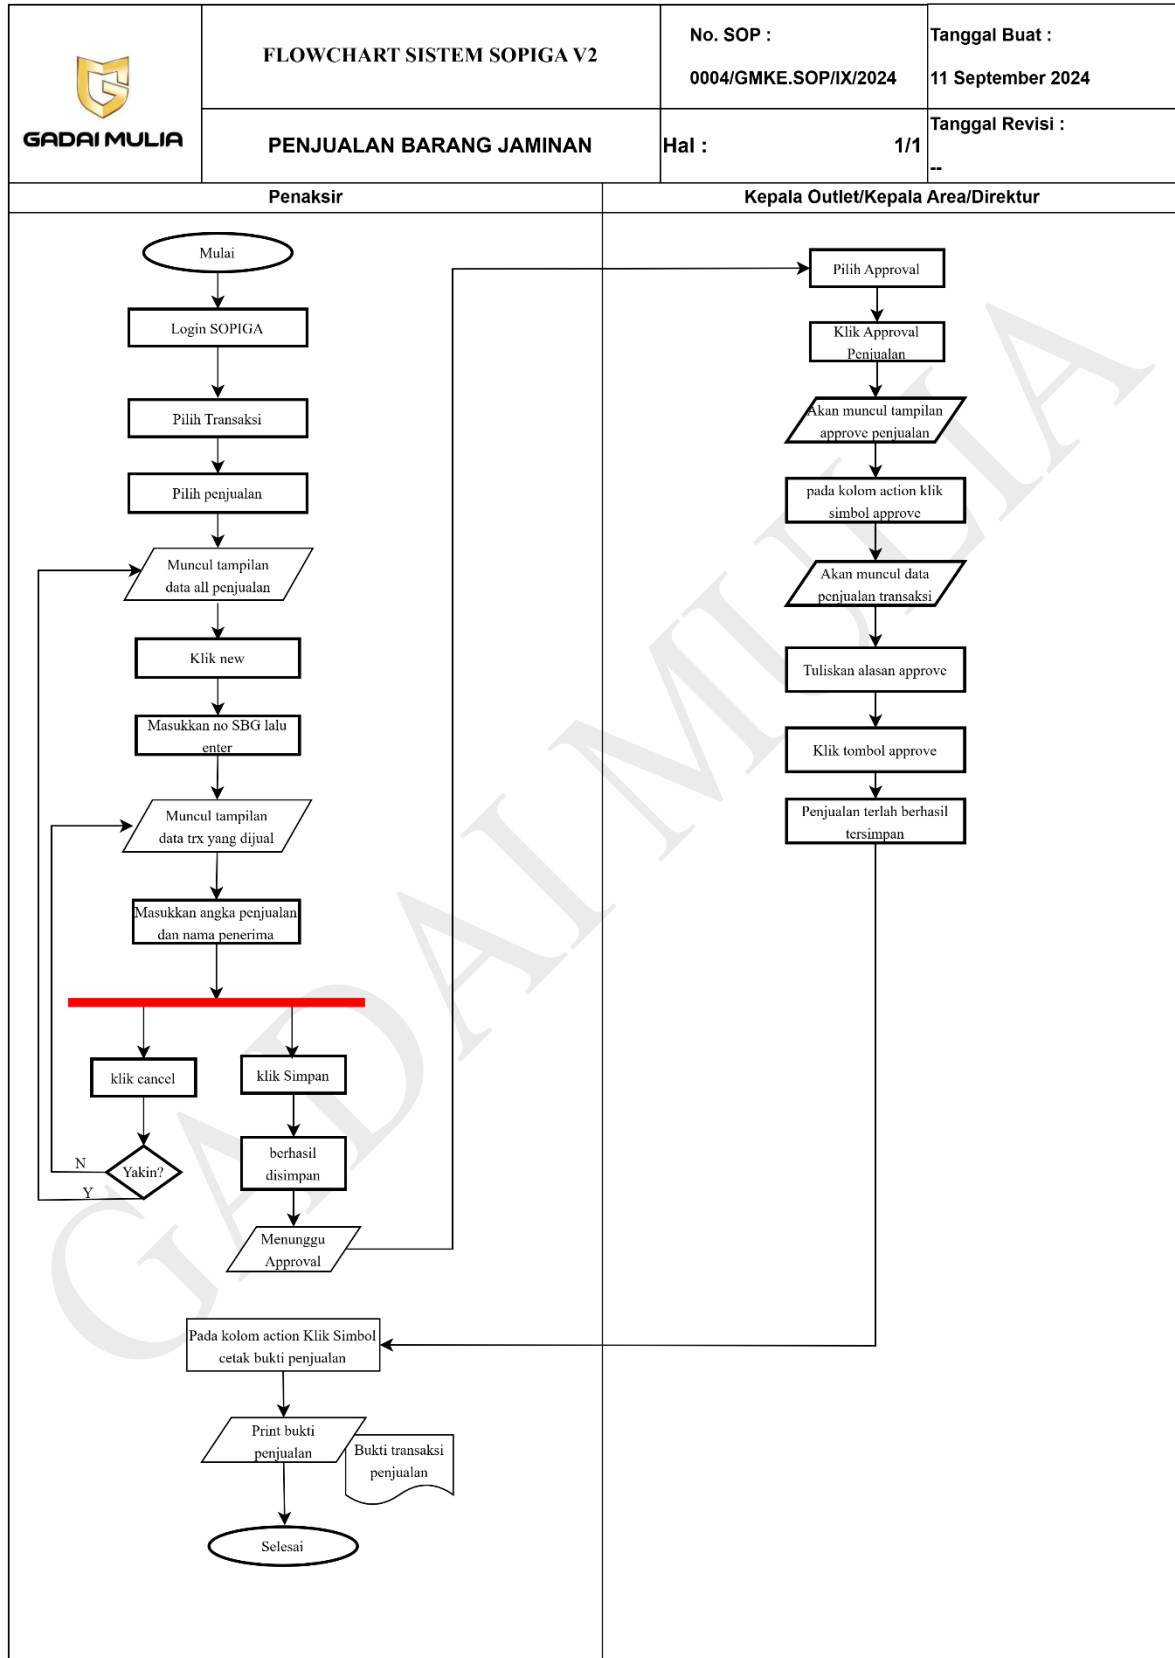 GADAI MULIA
FLOWCHART SISTEM SOPIGA V2
No. SOP :
0004/GMKE.SOP/IX/2024
Tanggal Buat :
11 September 2024
PENJUALAN BARANG JAMINAN
Hal : 1/1
Tanggal Revisi :
--
Penaksir
Kepala Outlet/Kepala Area/Direktur
Mulai
Login SOPIGA
Pilih Transaksi
Pilih penjualan
Muncul tampilan
data all penjualan
Klik new
Masukkan no SBG lalu
enter
Muncul tampilan
data trx yang dijual
Masukkan angka penjualan
dan nama penerima
klik cancel
klik Simpan
Yakin?
N
Y
berhasil
disimpan
Menunggu
Approval
Pilih Approval
Klik Approval
Penjualan
Akan muncul tampilan
approve penjualan
pada kolom action klik
simbol approve
Akan muncul data
penjualan transaksi
Tuliskan alasan approve
Klik tombol approve
Penjualan terlah berhasil
tersimpan
Pada kolom action Klik Simbol
cetak bukti penjualan
Print bukti
penjualan
Bukti transaksi
penjualan
Selesai
GADAI MULIA